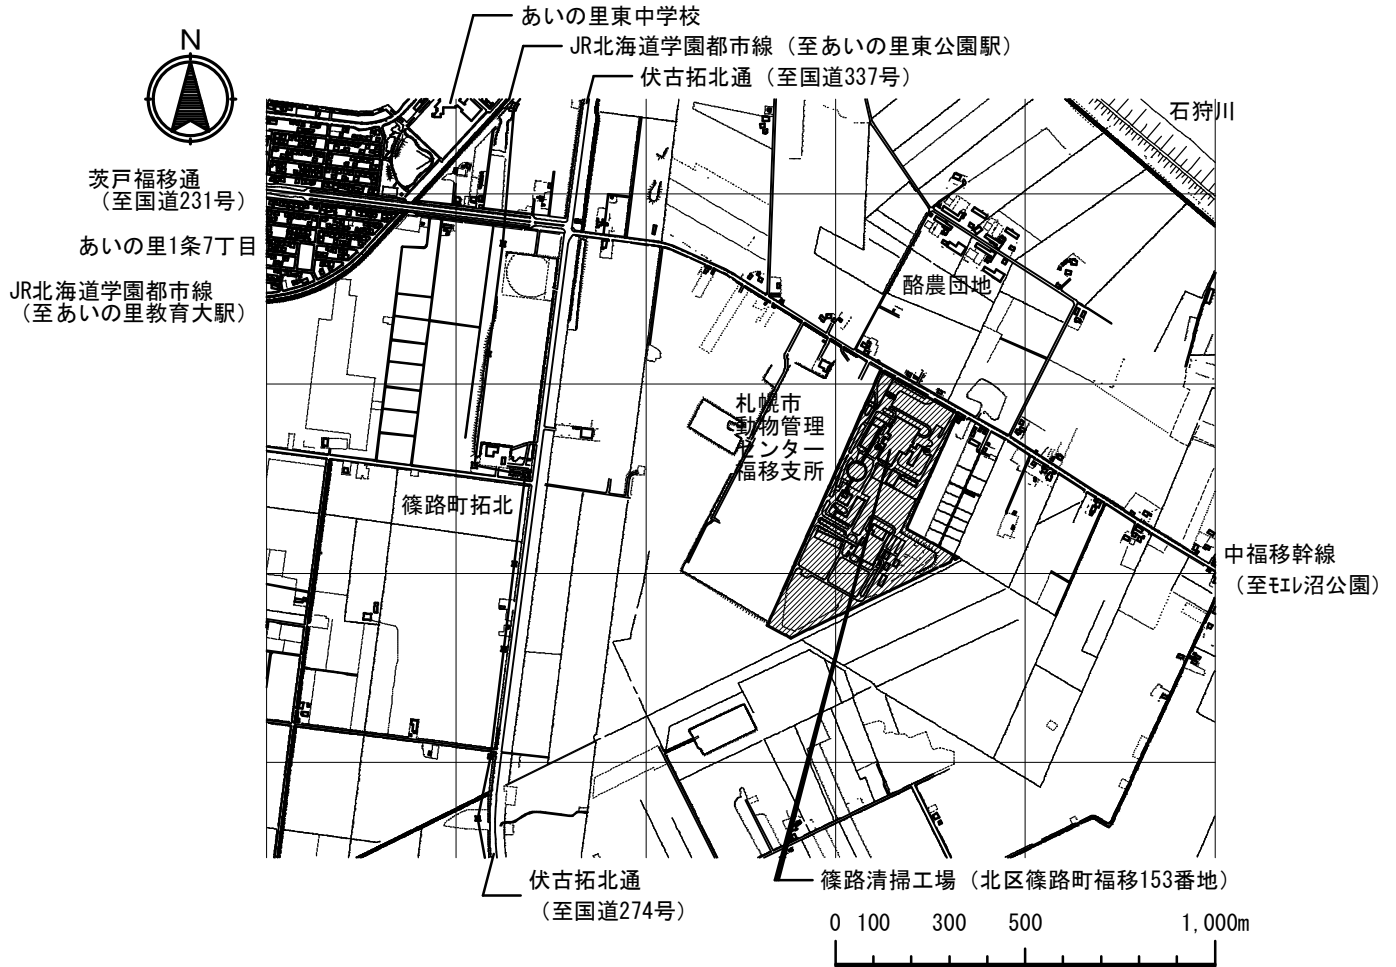 あいの里東中学校
N
JR北海道学園都市線（至あいの里東公園駅）
伏古拓北通（至国道337号）
石狩川
茨戸福移通
（至国道231号）
あいの里1条7丁目
酪農団地
JR北海道学園都市線
（至あいの里教育大駅）
札幌市
動物管理
センター
福移支所
篠路町拓北
中福移幹線
（至モエレ沼公園）
伏古拓北通
（至国道274号）
篠路清掃工場（北区篠路町福移153番地）
0 100 300 500 1,000m